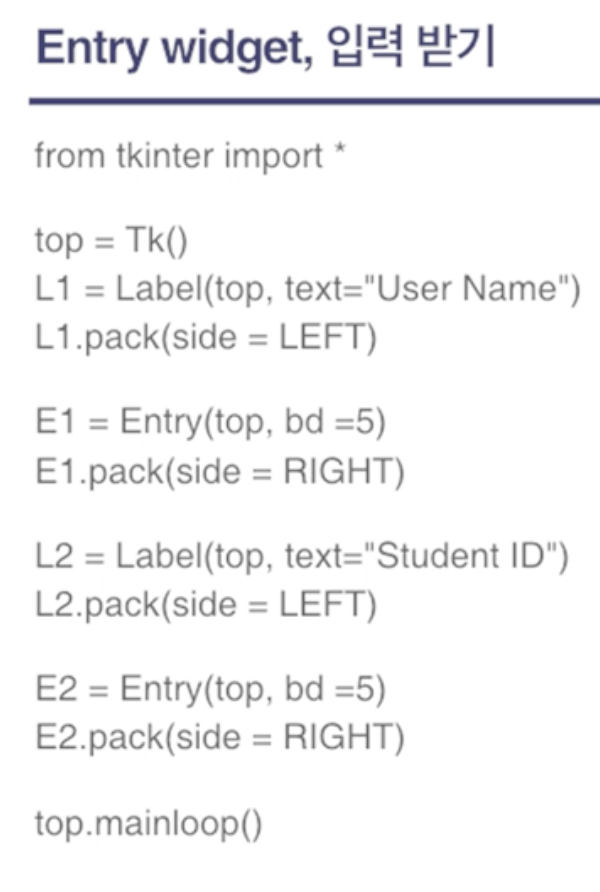 Entry widget, 입력 받기
from tkinter import *
top = Tk()
L1 = Label(top, text="User Name")
L1.pack(side = LEFT)
E1 = Entry(top, bd =5)
E1.pack(side = RIGHT)
L2 = Label(top, text="Student ID")
L2.pack(side = LEFT)
E2 = Entry(top, bd =5)
E2.pack(side = RIGHT)
top.mainloop()